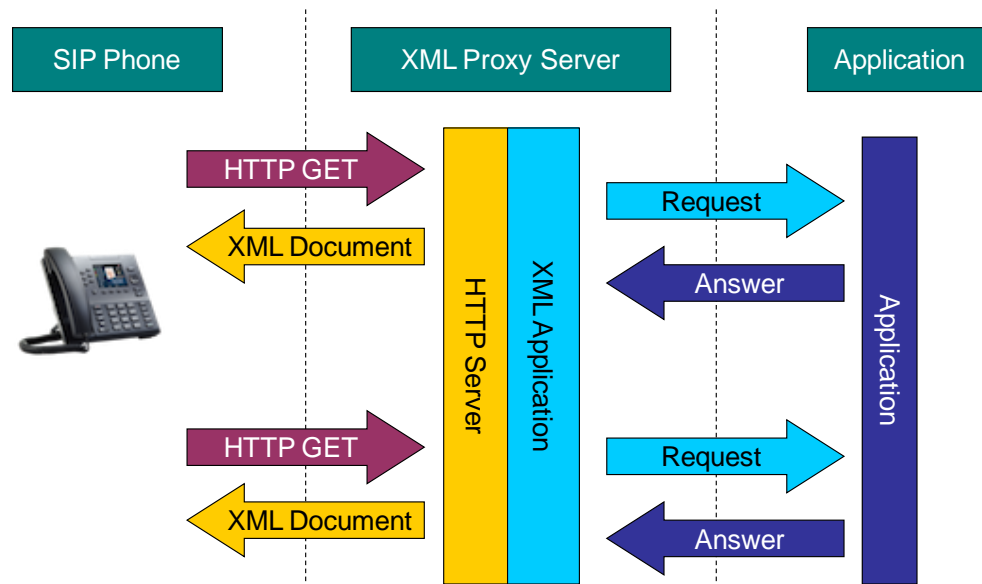 SIP Phone
XML Proxy Server
Application
HTTP GET
Request
XML Document
Answer
HTTP Server
XML Application
Application
HTTP GET
Request
XML Document
Answer